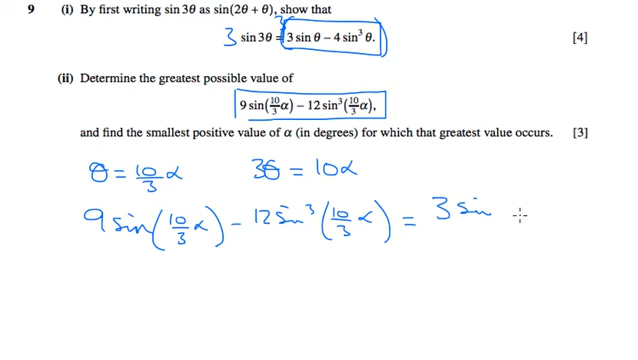 9 (i) By first writing sin 3θ as sin(2θ + θ), show that
3 sin 3θ = 3 sin θ − 4 sin³ θ. [4]
(ii) Determine the greatest possible value of
9 sin(10/3 α) − 12 sin³(10/3 α),
and find the smallest positive value of α (in degrees) for which that greatest value occurs. [3]
θ = 10/3 α 3θ = 10α
9 sin(10/3 α) − 12 sin³(10/3 α) = 3 sin